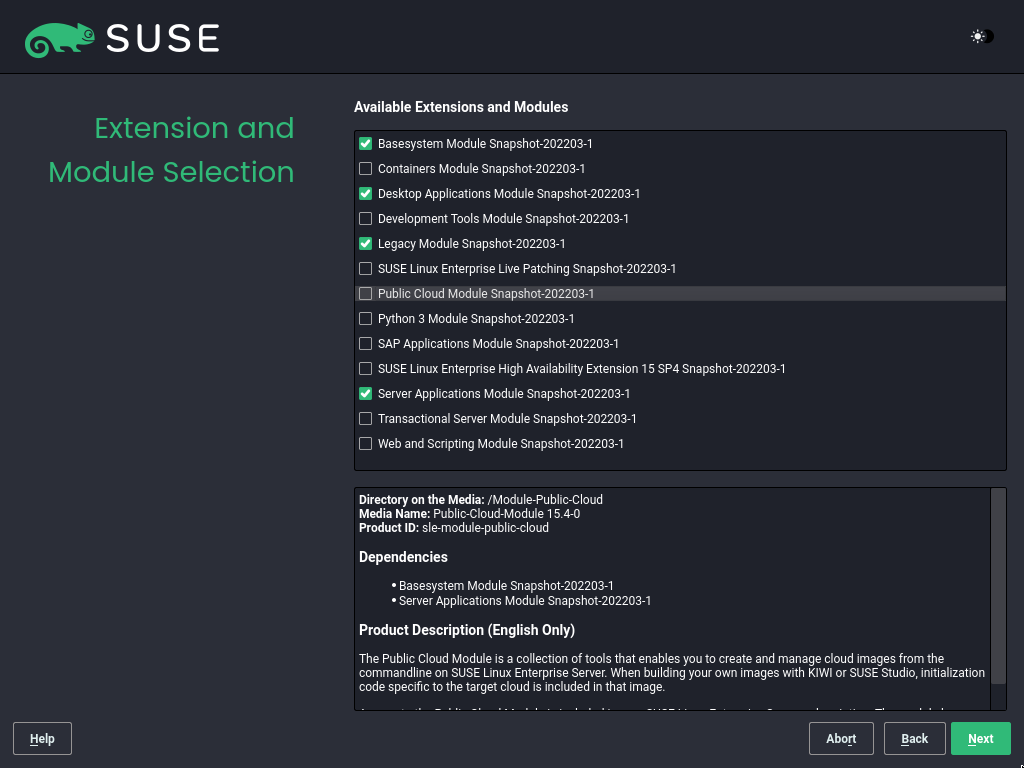 SUSE
Extension and
Module Selection
Available Extensions and Modules
Basesystem Module Snapshot-202203-1
Containers Module Snapshot-202203-1
Desktop Applications Module Snapshot-202203-1
Development Tools Module Snapshot-202203-1
Legacy Module Snapshot-202203-1
SUSE Linux Enterprise Live Patching Snapshot-202203-1
Public Cloud Module Snapshot-202203-1
Python 3 Module Snapshot-202203-1
SAP Applications Module Snapshot-202203-1
SUSE Linux Enterprise High Availability Extension 15 SP4 Snapshot-202203-1
Server Applications Module Snapshot-202203-1
Transactional Server Module Snapshot-202203-1
Web and Scripting Module Snapshot-202203-1
Directory on the Media: /Module-Public-Cloud
Media Name: Public-Cloud-Module 15.4-0
Product ID: sle-module-public-cloud
Dependencies
• Basesystem Module Snapshot-202203-1
• Server Applications Module Snapshot-202203-1
Product Description (English Only)
The Public Cloud Module is a collection of tools that enables you to create and manage cloud images from the
commandline on SUSE Linux Enterprise Server. When building your own images with KIWI or SUSE Studio, initialization
code specific to the target cloud is included in that image.
Help
Abort
Back
Next